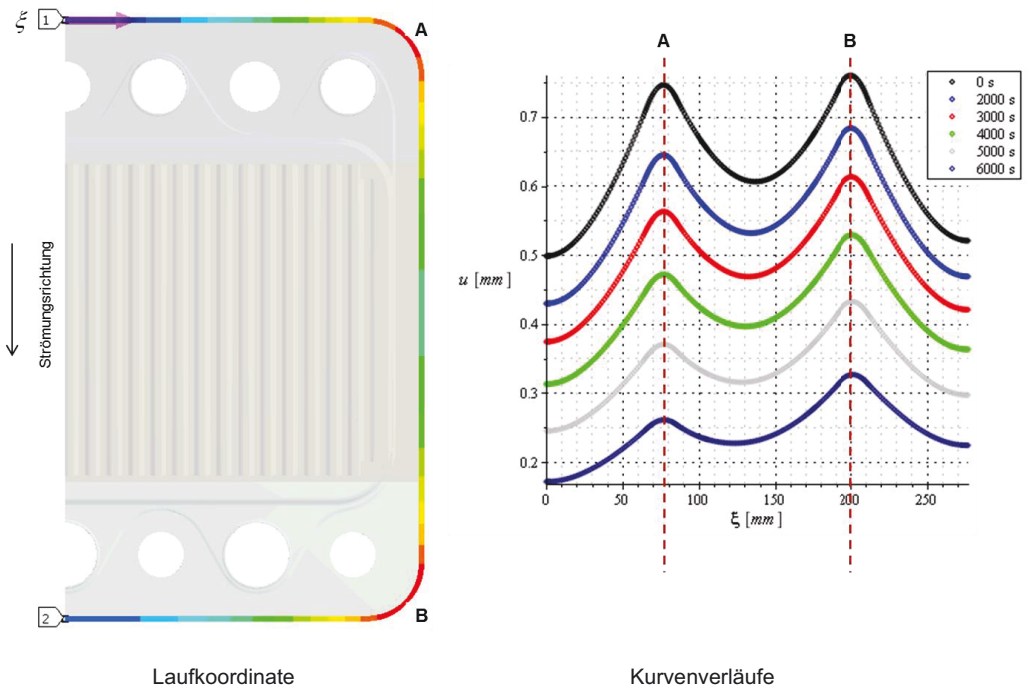 ξ
1
A
Strömungsrichtung
2
B
Laufkoordinate
A
B
0 s
2000 s
3000 s
4000 s
5000 s
6000 s
0.7
0.6
0.5
0.4
0.3
0.2
u [mm]
0
50
100
150
200
250
ξ [mm]
Kurvenverläufe